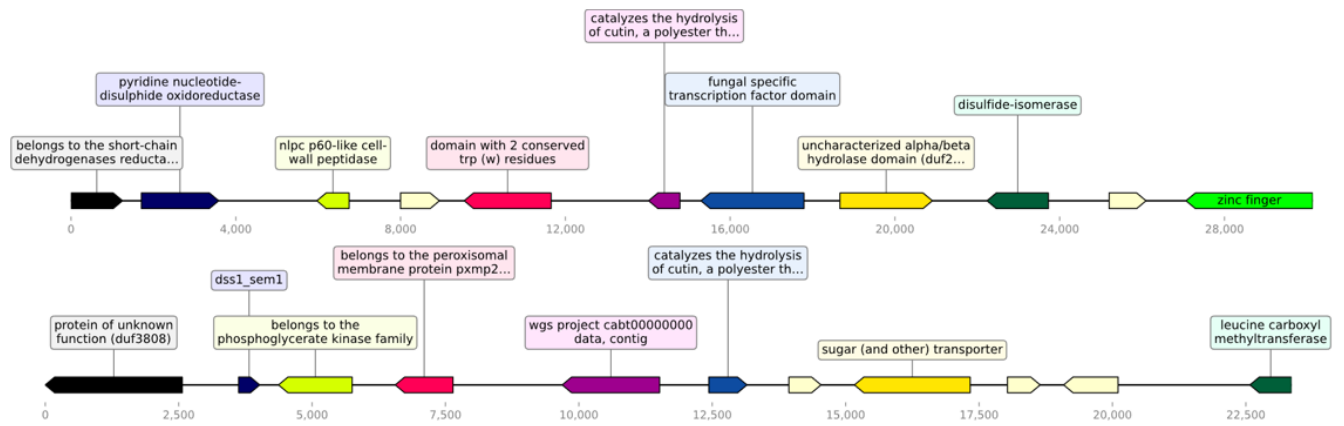 catalyzes the hydrolysis
of cutin, a polyester th…
pyridine nucleotide-
disulphide oxidoreductase
fungal specific
transcription factor domain
disulfide-isomerase
belongs to the short-chain
dehydrogenases reducta…
nlpc p60-like cell-
wall peptidase
domain with 2 conserved
trp (w) residues
uncharacterized alpha/beta
hydrolase domain (duf2…
zinc finger
0
4,000
8,000
12,000
16,000
20,000
24,000
28,000
belongs to the peroxisomal
membrane protein pxmp2…
catalyzes the hydrolysis
of cutin, a polyester th…
dss1_sem1
protein of unknown
function (duf3808)
belongs to the
phosphoglycerate kinase family
wgs project cabt00000000
data, contig
sugar (and other) transporter
leucine carboxyl
methyltransferase
0
2,500
5,000
7,500
10,000
12,500
15,000
17,500
20,000
22,500